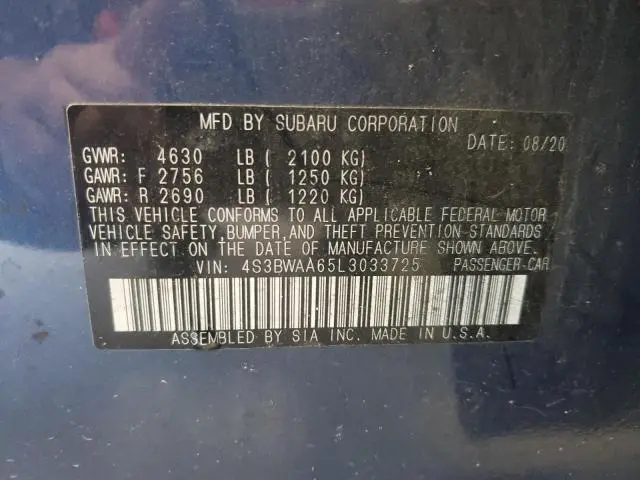 MFD BY SUBARU CORPORATION
DATE: 08/20
GVWR: 4630 LB ( 2100 KG)
GAWR: F 2756 LB ( 1250 KG)
GAWR: R 2690 LB ( 1220 KG)
THIS VEHICLE CONFORMS TO ALL APPLICABLE FEDERAL MOTOR
VEHICLE SAFETY, BUMPER, AND THEFT PREVENTION STANDARDS
IN EFFECT ON THE DATE OF MANUFACTURE SHOWN ABOVE.
VIN: 4S3BWAA65L3033725 PASSENGER-CAR
ASSEMBLED BY SIA INC. MADE IN U.S.A.